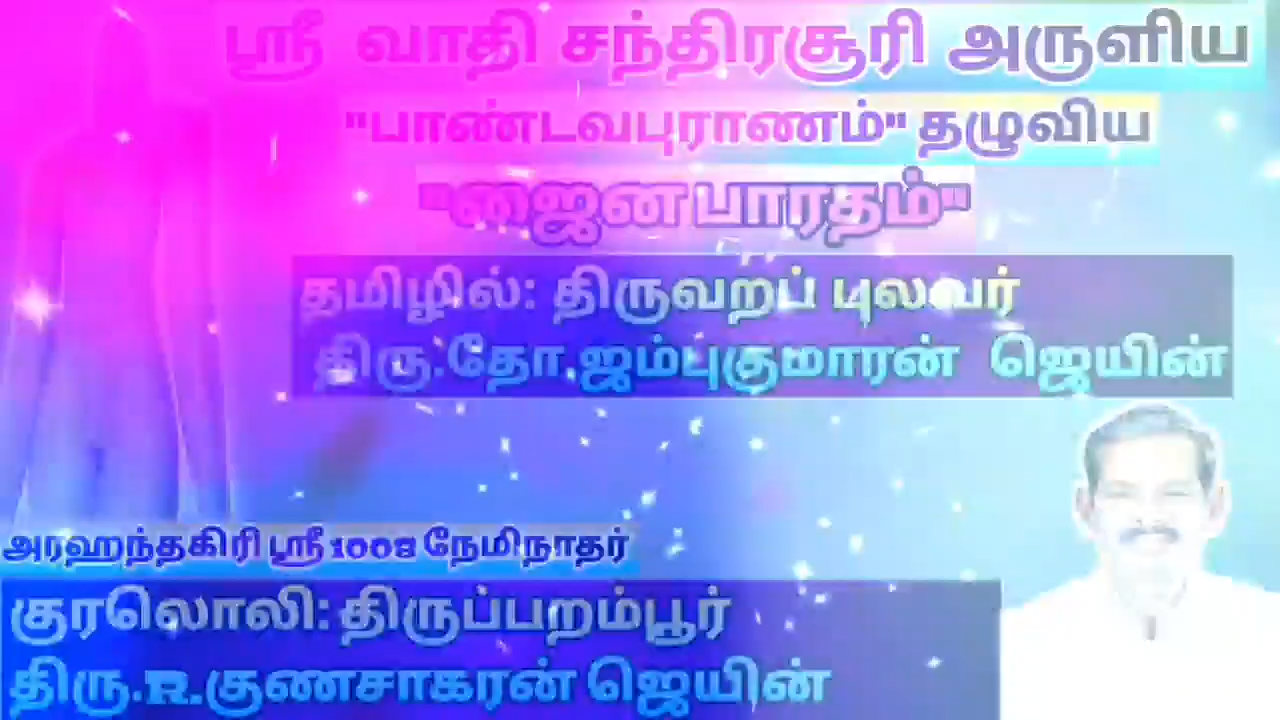 ஸ்ரீ வாதி சந்திரசூரி அருளிய
"பாண்டவபுராணம்" தழுவிய
"ஜைன பாரதம்"
தமிழில்: திருவறப் புலவர்
திரு.தோ.ஜம்புகுமாரன் ஜெயின்
அரஹந்தகிரி ஸ்ரீ 1008 நேமிநாதர்
குரலொலி: திருப்பறம்பூர்
திரு.R.குணசாகரன் ஜெயின்